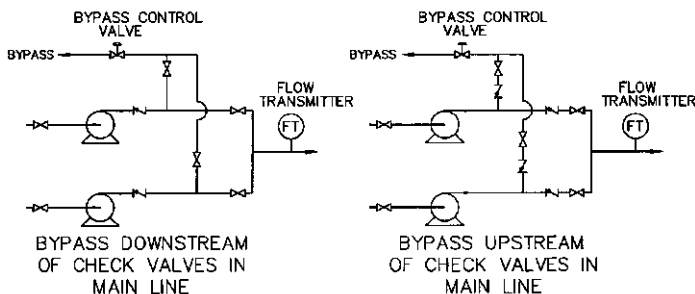 BYPASS CONTROL
VALVE
BYPASS
FLOW
TRANSMITTER
FT
BYPASS DOWNSTREAM
OF CHECK VALVES IN
MAIN LINE
BYPASS CONTROL
VALVE
BYPASS
FLOW
TRANSMITTER
FT
BYPASS UPSTREAM
OF CHECK VALVES IN
MAIN LINE